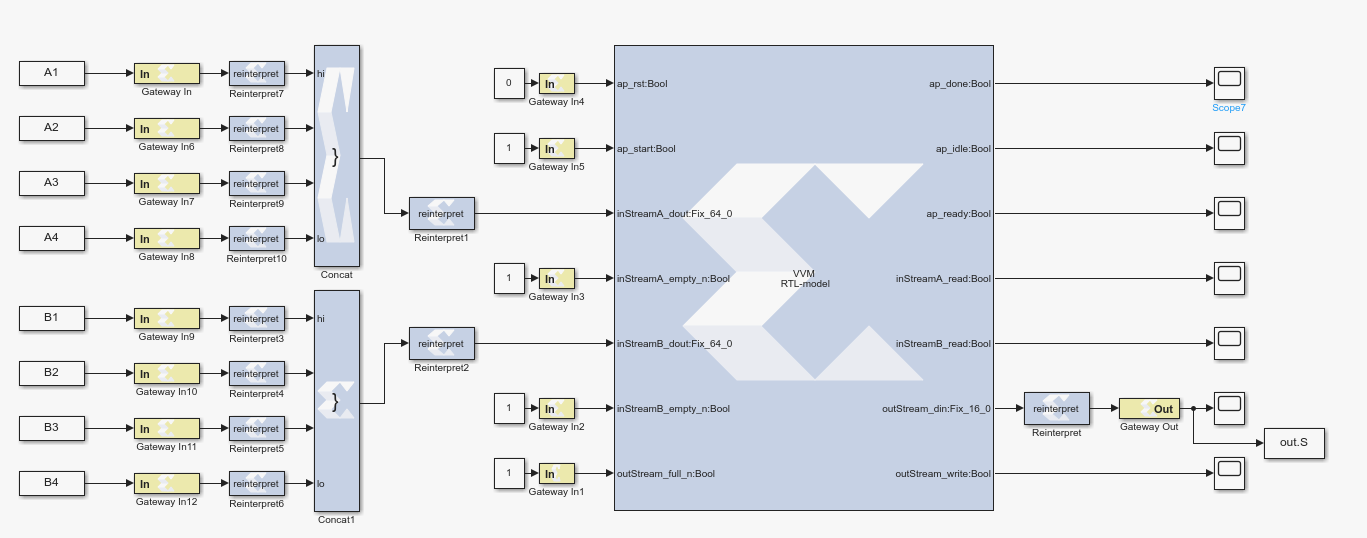 A1
In
Gateway In
reinterpret
Reinterpret7
A2
In
Gateway In6
reinterpret
Reinterpret8
A3
In
Gateway In7
reinterpret
Reinterpret9
A4
In
Gateway In8
reinterpret
Reinterpret10
hi
}
lo
Concat
reinterpret
Reinterpret1
B1
In
Gateway In9
reinterpret
Reinterpret3
B2
In
Gateway In10
reinterpret
Reinterpret4
B3
In
Gateway In11
reinterpret
Reinterpret5
B4
In
Gateway In12
reinterpret
Reinterpret6
hi
}
lo
Concat1
reinterpret
Reinterpret2
0
In
Gateway In4
1
In
Gateway In5
1
In
Gateway In3
1
In
Gateway In2
1
In
Gateway In1
ap_rst:Bool
ap_start:Bool
inStreamA_dout:Fix_64_0
inStreamA_empty_n:Bool
inStreamB_dout:Fix_64_0
inStreamB_empty_n:Bool
outStream_full_n:Bool
VVM
RTL-model
ap_done:Bool
ap_idle:Bool
ap_ready:Bool
inStreamA_read:Bool
inStreamB_read:Bool
outStream_din:Fix_16_0
outStream_write:Bool
Scope7
reinterpret
Reinterpret
Out
Gateway Out
out.S